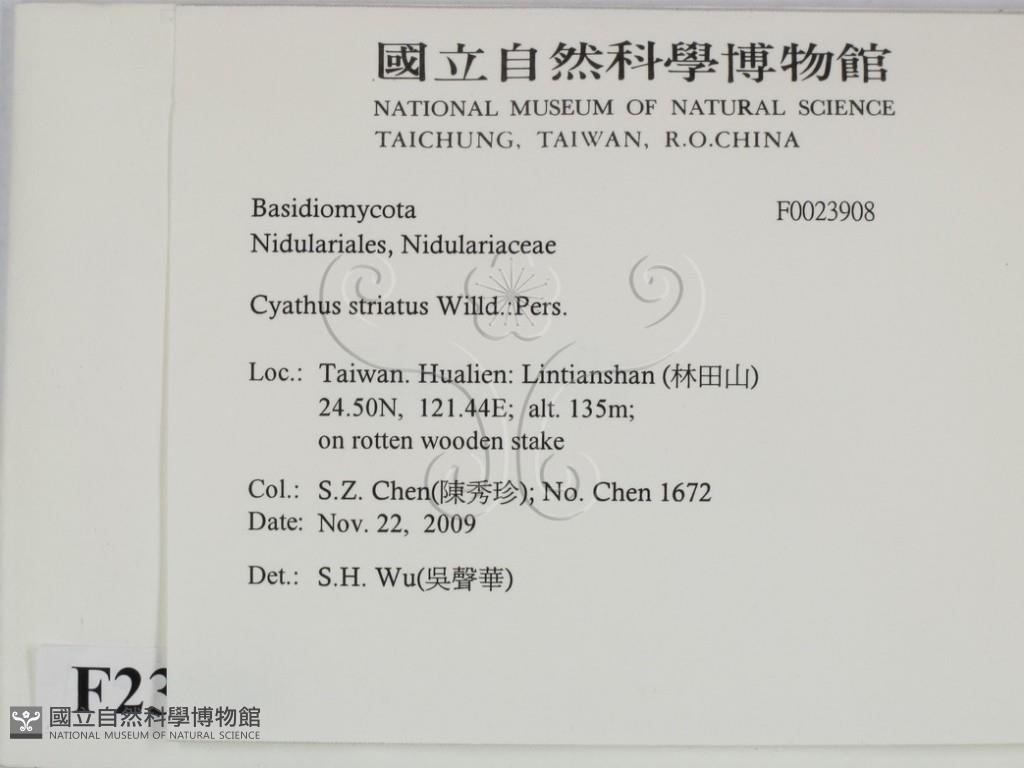 國立自然科學博物館
NATIONAL MUSEUM OF NATURAL SCIENCE
TAICHUNG, TAIWAN, R.O.CHINA
Basidiomycota F0023908
Nidulariales, Nidulariaceae
Cyathus striatus Willd.:Pers.
Loc.: Taiwan. Hualien: Lintianshan (林田山)
24.50N, 121.44E; alt. 135m;
on rotten wooden stake
Col.: S.Z. Chen(陳秀珍); No. Chen 1672
Date: Nov. 22, 2009
Det.: S.H. Wu(吳聲華)
F23
國立自然科學博物館
NATIONAL MUSEUM OF NATURAL SCIENCE